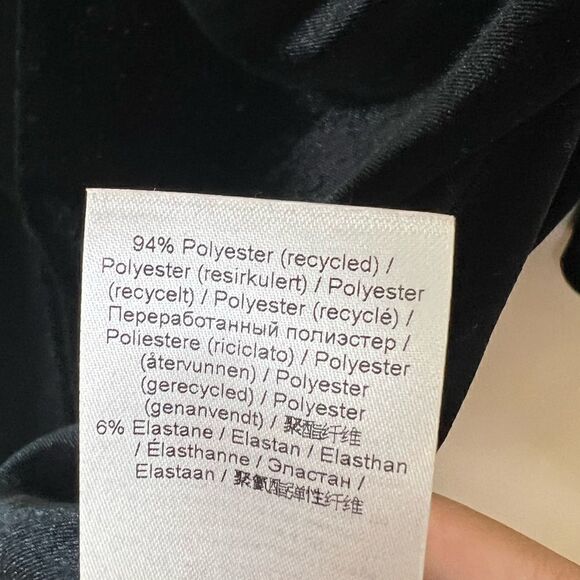 94% Polyester (recycled) /
Polyester (resirkulert) / Polyester
(recycelt) / Polyester (recyclé) /
Переработанный полиэстер /
Poliestere (riciclato) / Polyester
(återvunnen) / Polyester
(gerecycled) / Polyester
(genanvendt) / 聚酯纤维
6% Elastane / Elastan / Elasthan
/ Élasthanne / Эластан /
Elastaan / 聚氨酯弹性纤维